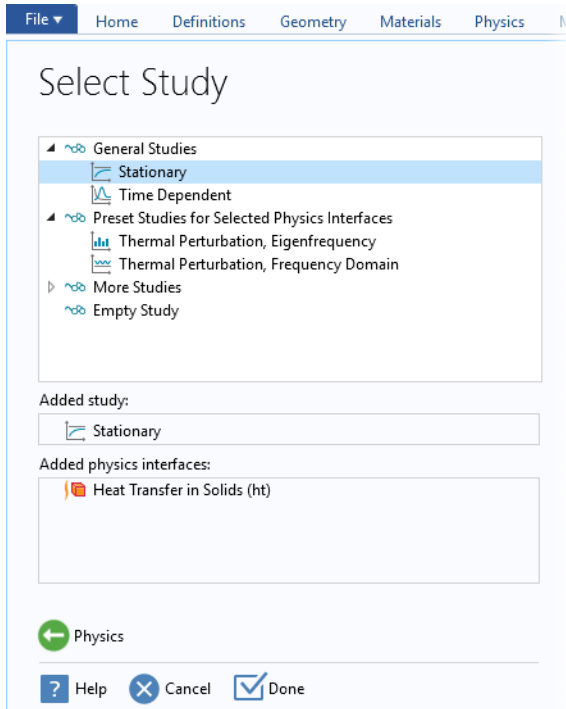 File Home Definitions Geometry Materials Physics
Select Study
General Studies
Stationary
Time Dependent
Preset Studies for Selected Physics Interfaces
Thermal Perturbation, Eigenfrequency
Thermal Perturbation, Frequency Domain
More Studies
Empty Study
Added study:
Stationary
Added physics interfaces:
Heat Transfer in Solids (ht)
Physics
? Help Cancel Done